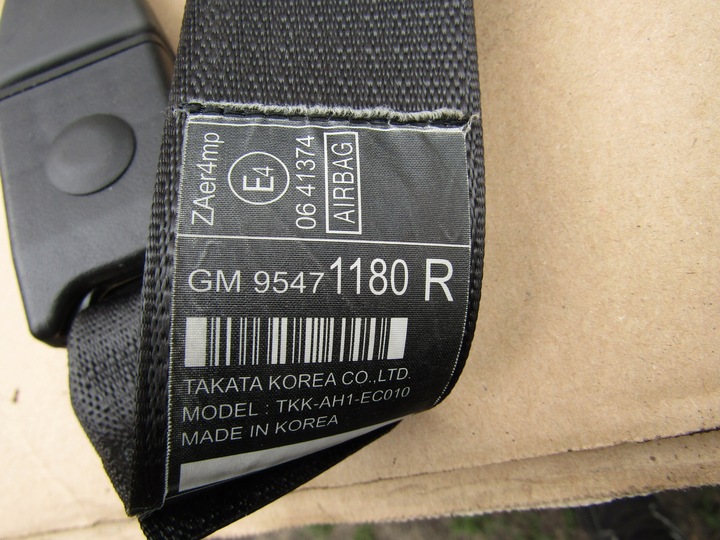 ZAer4mp
E4
06 41374
AIRBAG
GM 95471180 R
TAKATA KOREA CO.,LTD.
MODEL : TKK-AH1-EC010
MADE IN KOREA